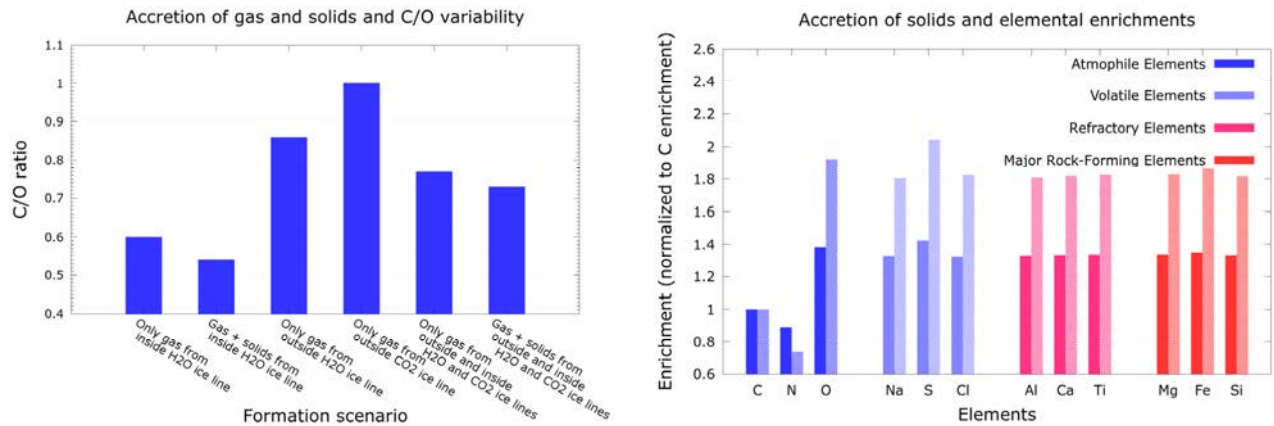 Accretion of gas and solids and C/O variability
1.1
1
0.9
0.8
0.7
0.6
0.5
0.4
C/O ratio
Only gas from
inside H2O ice line
Gas + solids from
inside H2O ice line
Only gas from
outside H2O ice line
Only gas from
outside CO2 ice line
Only gas from
outside and inside
H2O and CO2 ice lines
Gas + solids from
outside and inside
H2O and CO2 ice lines
Formation scenario
Accretion of solids and elemental enrichments
2.6
2.4
2.2
2
1.8
1.6
1.4
1.2
1
0.8
0.6
Enrichment (normalized to C enrichment)
Atmophile Elements
Volatile Elements
Refractory Elements
Major Rock-Forming Elements
C N O Na S Cl Al Ca Ti Mg Fe Si
Elements